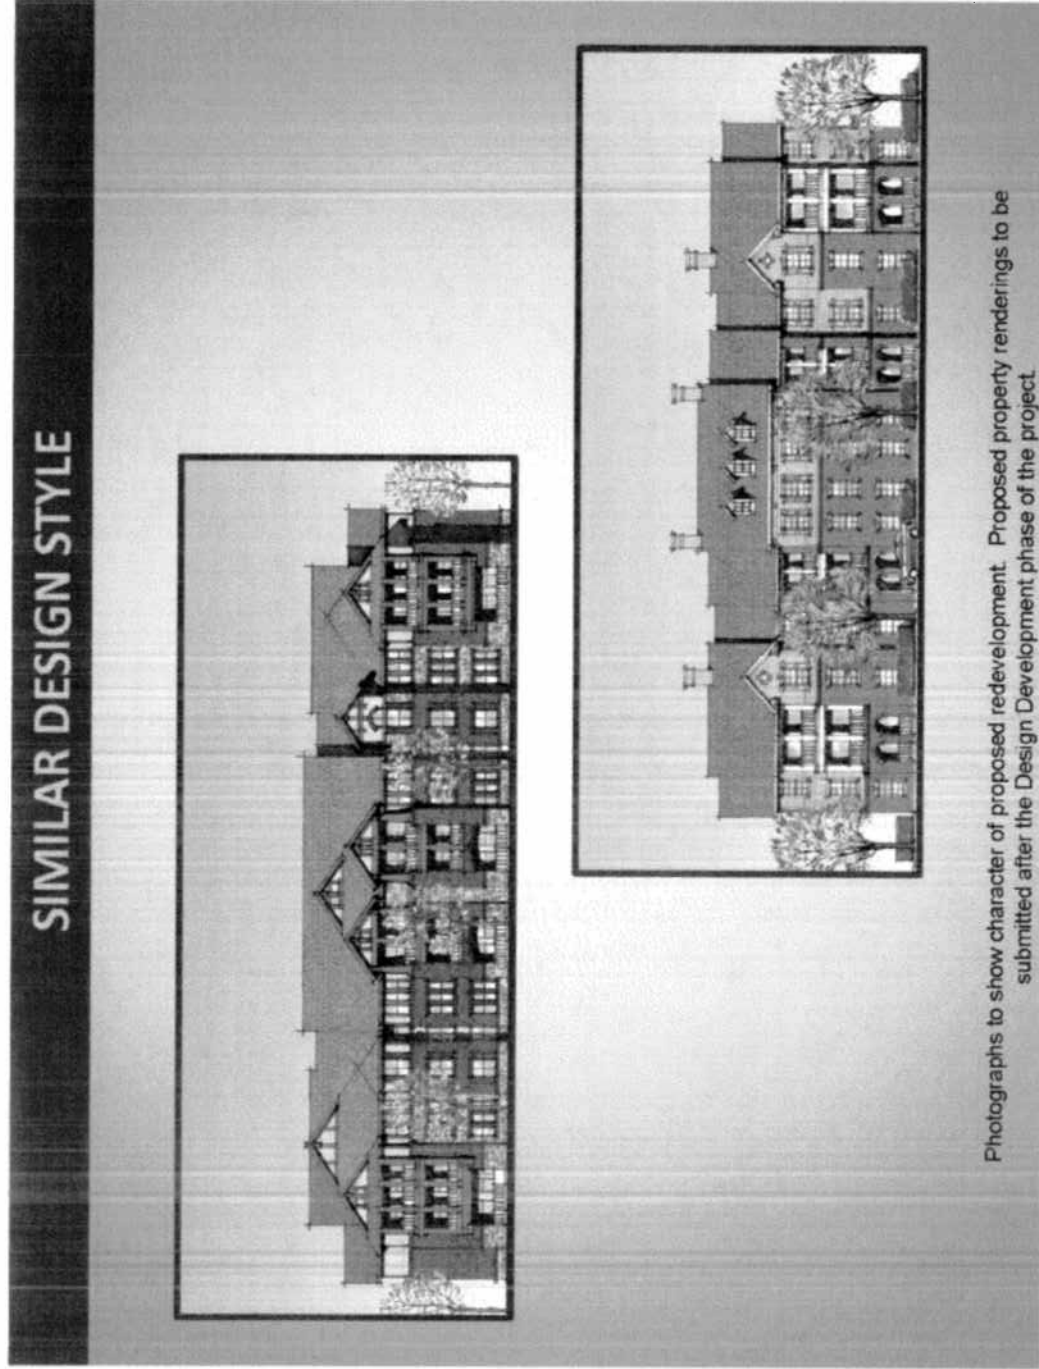 SIMILAR DESIGN STYLE
Photographs to show character of proposed redevelopment. Proposed property renderings to be
submitted after the Design Development phase of the project.